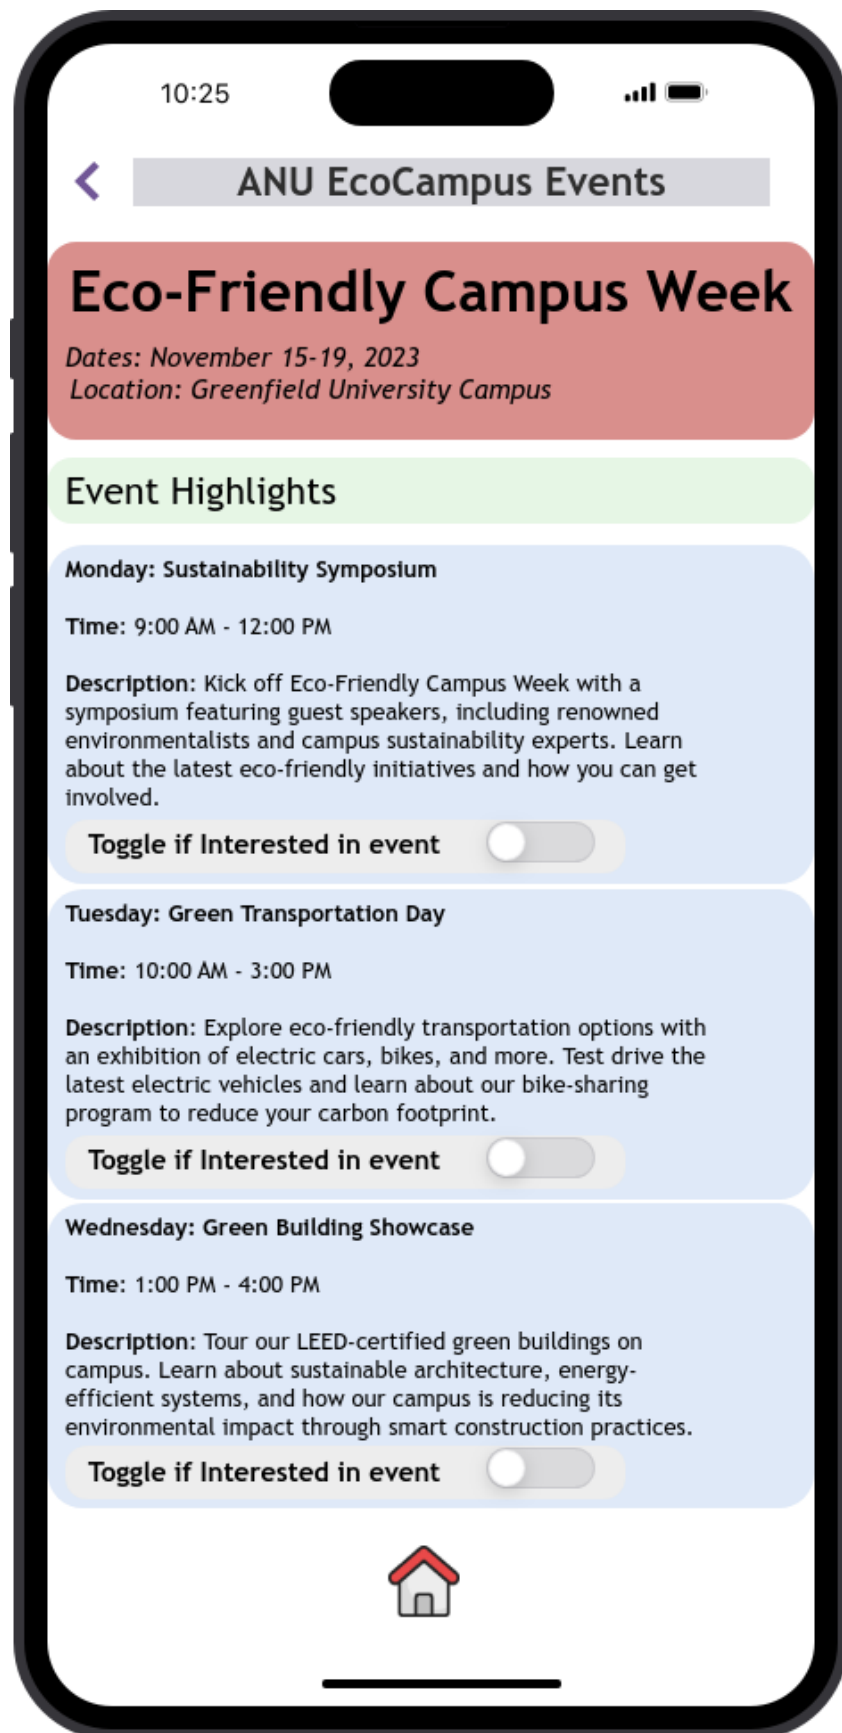 10:25
ANU EcoCampus Events
Eco-Friendly Campus Week
Dates: November 15-19, 2023
Location: Greenfield University Campus
Event Highlights
Monday: Sustainability Symposium
Time: 9:00 AM - 12:00 PM
Description: Kick off Eco-Friendly Campus Week with a
symposium featuring guest speakers, including renowned
environmentalists and campus sustainability experts. Learn
about the latest eco-friendly initiatives and how you can get
involved.
Toggle if Interested in event
Tuesday: Green Transportation Day
Time: 10:00 AM - 3:00 PM
Description: Explore eco-friendly transportation options with
an exhibition of electric cars, bikes, and more. Test drive the
latest electric vehicles and learn about our bike-sharing
program to reduce your carbon footprint.
Toggle if Interested in event
Wednesday: Green Building Showcase
Time: 1:00 PM - 4:00 PM
Description: Tour our LEED-certified green buildings on
campus. Learn about sustainable architecture, energy-
efficient systems, and how our campus is reducing its
environmental impact through smart construction practices.
Toggle if Interested in event